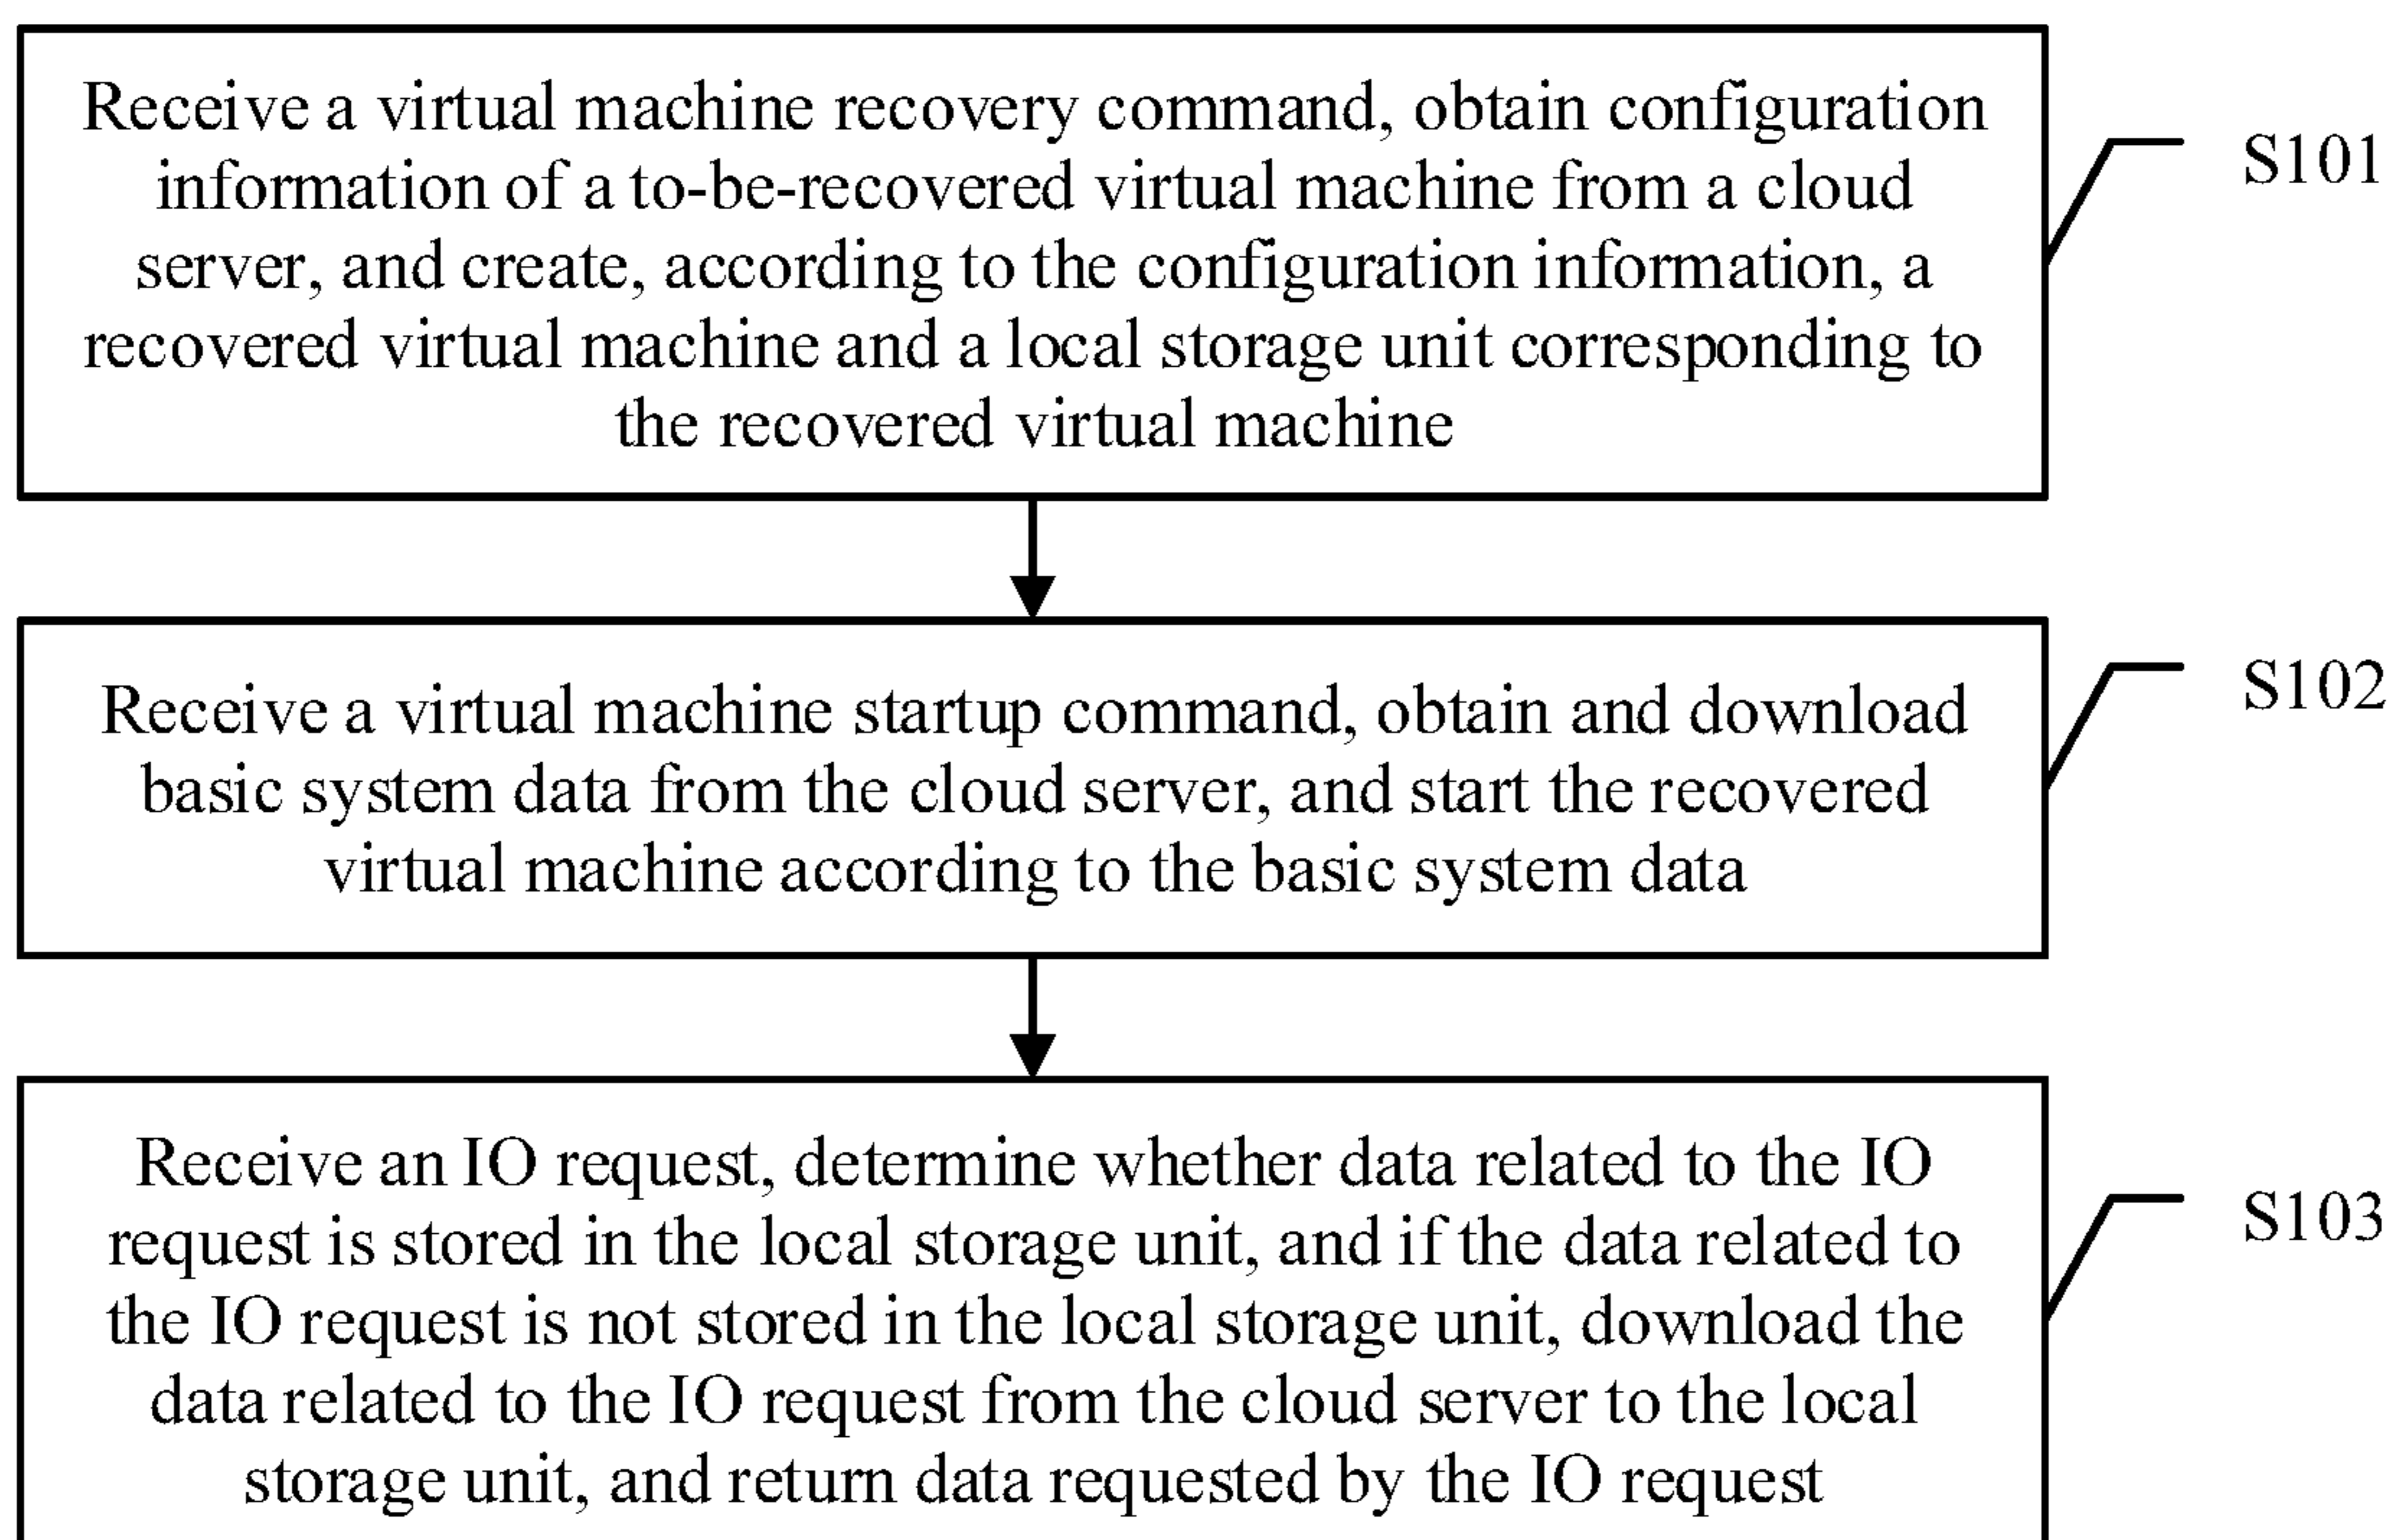 Receive a virtual machine recovery command, obtain configuration
information of a to-be-recovered virtual machine from a cloud
server, and create, according to the configuration information, a
recovered virtual machine and a local storage unit corresponding to
the recovered virtual machine
S101
Receive a virtual machine startup command, obtain and download
basic system data from the cloud server, and start the recovered
virtual machine according to the basic system data
S102
Receive an IO request, determine whether data related to the IO
request is stored in the local storage unit, and if the data related to
the IO request is not stored in the local storage unit, download the
data related to the IO request from the cloud server to the local
storage unit, and return data requested by the IO request
S103